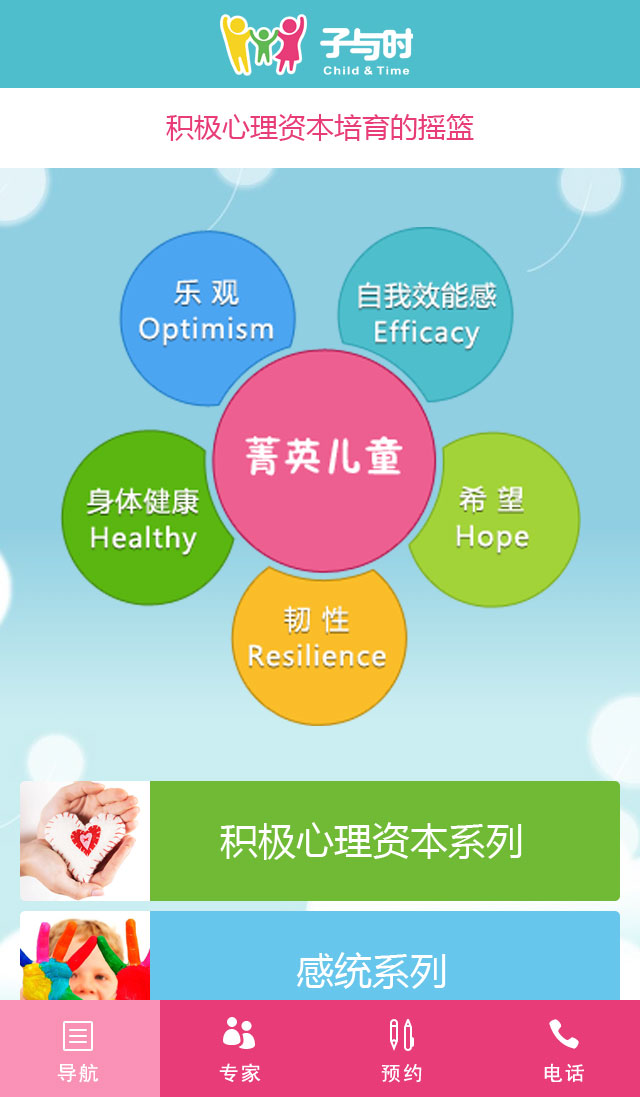 子与时
Child & Time
积极心理资本培育的摇篮
乐 观
Optimism
自我效能感
Efficacy
菁英儿童
身体健康
Healthy
希 望
Hope
韧 性
Resilience
积极心理资本系列
感统系列
导航
专家
预约
电话